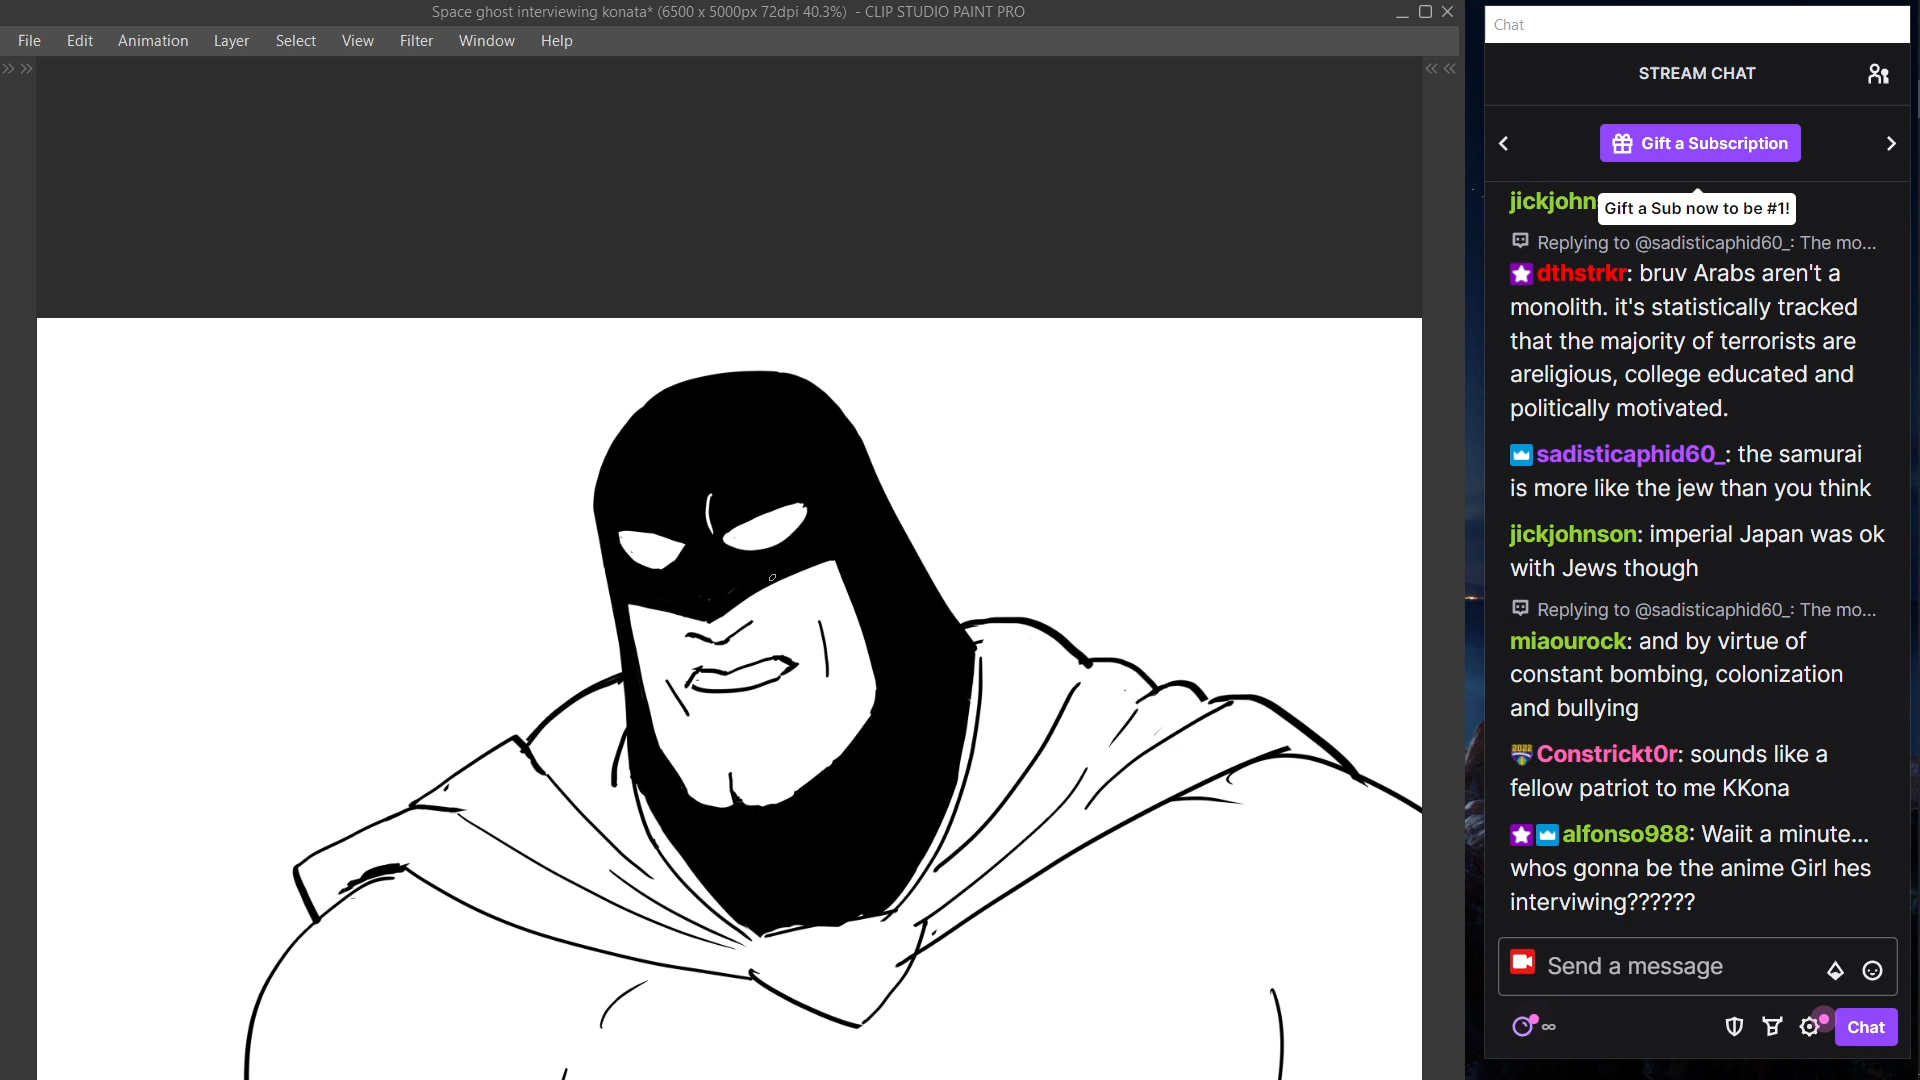 Space ghost interviewing konata* (6500 x 5000px 72dpi 40.3%) - CLIP STUDIO PAINT PRO
File Edit Animation Layer Select View Filter Window Help
Chat
STREAM CHAT
Gift a Subscription
jickjohn
Gift a Sub now to be #1!
Replying to @sadisticaphid60_: The mo...
dthstrkr: bruv Arabs aren't a
monolith. it's statistically tracked
that the majority of terrorists are
areligious, college educated and
politically motivated.
sadisticaphid60_: the samurai
is more like the jew than you think
jickjohnson: imperial Japan was ok
with Jews though
Replying to @sadisticaphid60_: The mo...
miaourock: and by virtue of
constant bombing, colonization
and bullying
2022
Constrickt0r: sounds like a
fellow patriot to me KKona
alfonso988: Waiit a minute...
whos gonna be the anime Girl hes
interviwing??????
Send a message
∞
Chat